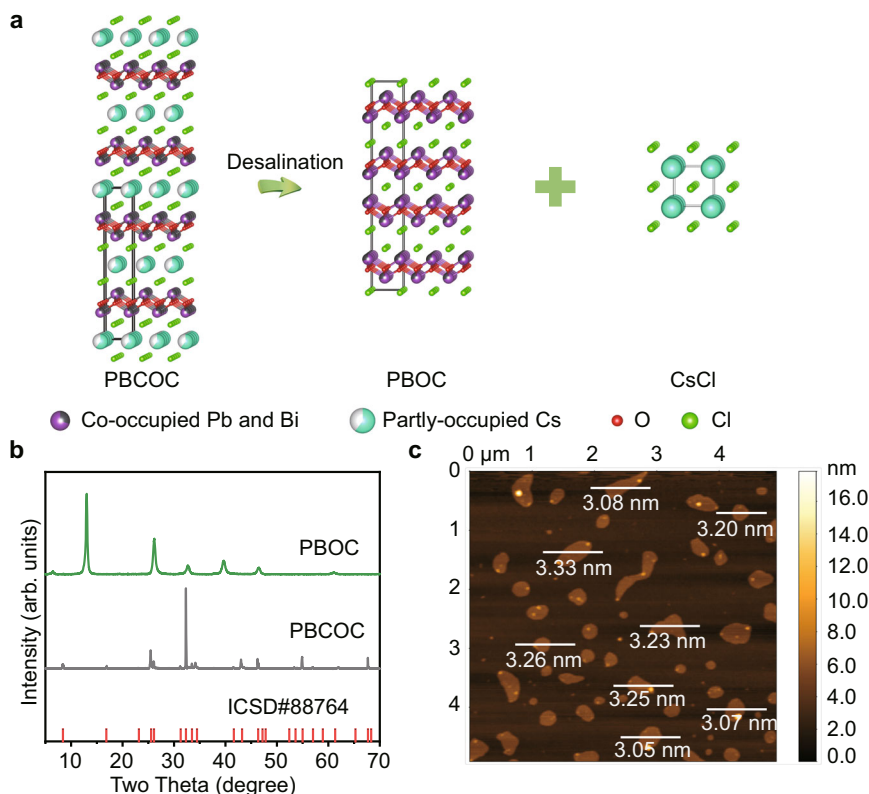 a
Desalination
PBCOC
PBOC
CsCl
Co-occupied Pb and Bi
Partly-occupied Cs
O
Cl
b
Intensity (arb. units)
PBOC
PBCOC
ICSD#88764
10 20 30 40 50 60 70
Two Theta (degree)
c
0 μm 1 2 3 4
0
1
2
3
4
3.08 nm
3.20 nm
3.33 nm
3.23 nm
3.26 nm
3.25 nm
3.07 nm
3.05 nm
nm
16.0
14.0
12.0
10.0
8.0
6.0
4.0
2.0
0.0